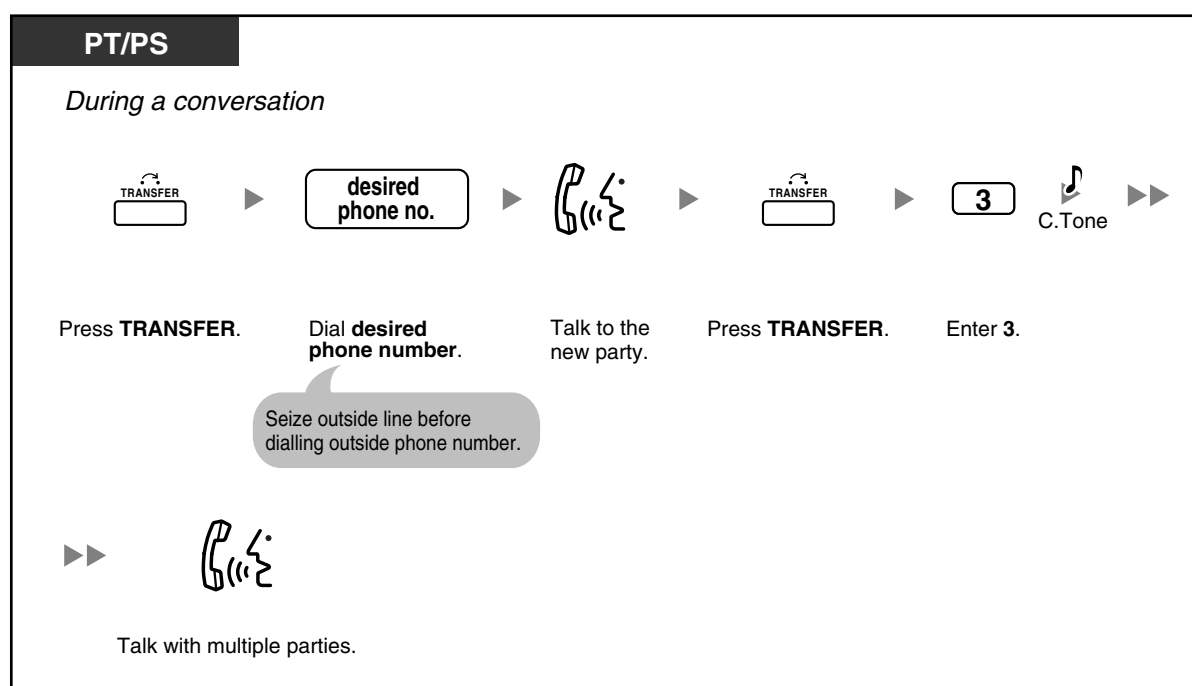 PT/PS
During a conversation
TRANSFER
desired
phone no.
TRANSFER
3
C.Tone
Press TRANSFER.
Dial desired
phone number.
Talk to the
new party.
Press TRANSFER.
Enter 3.
Seize outside line before
dialling outside phone number.
Talk with multiple parties.